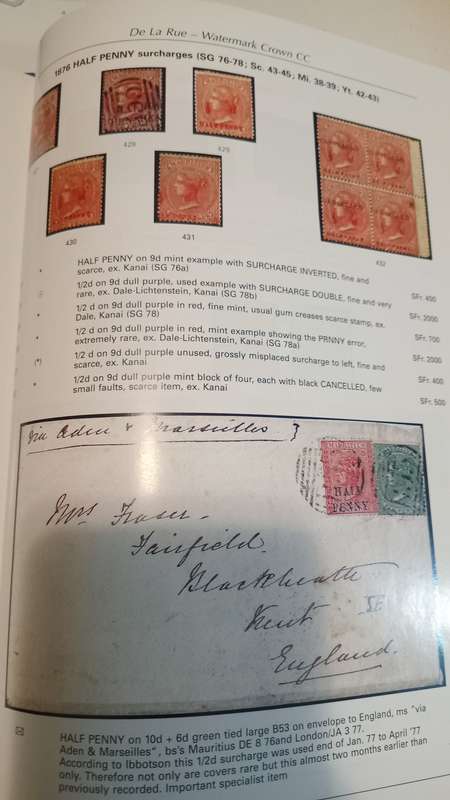 De La Rue – Watermark Crown CC
1876 HALF PENNY surcharges (SG 76-78; Sc. 43-45; Mi. 38-39; Yt. 42-43)
428
429
430
431
432
HALF PENNY on 9d mint example with SURCHARGE INVERTED, fine and
scarce, ex. Kanai (SG 76a)
SFr. 400
1/2d on 9d dull purple, used example with SURCHARGE DOUBLE, fine and very
rare, ex. Dale-Lichtenstein, Kanai (SG 78b)
SFr. 2000
1/2 d on 9d dull purple in red, fine mint, usual gum creases scarce stamp, ex.
Dale, Kanai (SG 78)
SFr. 100
1/2 d on 9d dull purple in red, mint example showing the PRNNY error,
extremely rare, ex. Dale-Lichtenstein, Kanai (SG 78a)
SFr. 2000
(*) 1/2 d on 9d dull purple unused, grossly misplaced surcharge to left, fine and
scarce, ex. Kanai
SFr. 400
* 1/2d on 9d dull purple mint block of four, each with black CANCELLED, few
small faults, scarce item, ex. Kanai
SFr. 500
via Aden & Marseilles
HALF
PENNY
Mrs Fraser
Fairfield.
Blackheath
Kent
SE
England.
HALF PENNY on 10d + 6d green tied large B53 on envelope to England, ms "via
Aden & Marseilles", bs's Mauritius DE 8 76and London/JA 3 77.
According to Ibbotson this 1/2d surcharge was used end of Jan. 77 to April '77
only. Therefore not only are covers rare but this almost two months earlier than
previously recorded. Important specialist item